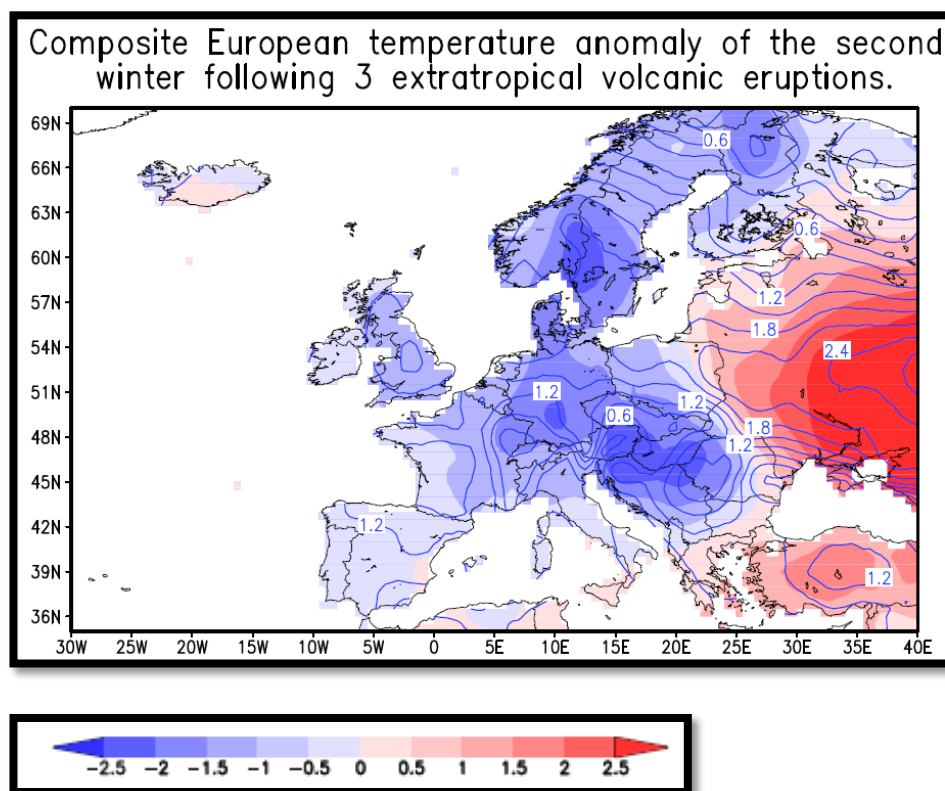 Composite European temperature anomaly of the second
winter following 3 extratropical volcanic eruptions.
69N
0.6
66N
63N
0.6
60N
57N
1.2
1.8
54N
2.4
51N
1.2
1.2
0.6
48N
1.8
1.2
45N
42N
1.2
39N
1.2
36N
30W 25W 20W 15W 10W 5W 0 5E 10E 15E 20E 25E 30E 35E 40E
−2.5 −2 −1.5 −1 −0.5 0 0.5 1 1.5 2 2.5